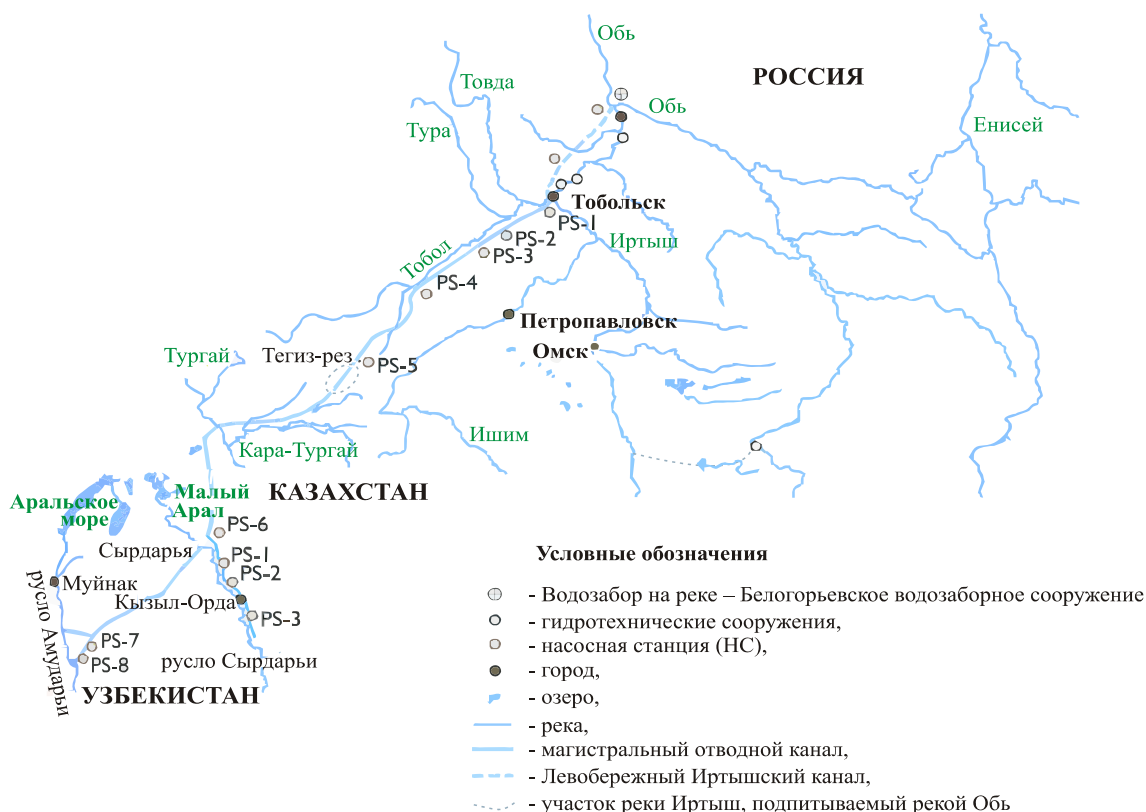 Обь
РОССИЯ
Товда
Обь
Тура
Енисей
Тобольск
PS-1
PS-2
Иртыш
PS-3
Тобол
PS-4
Петропавловск
Омск
Тургай
Тегиз-рез
PS-5
Ишим
Кара-Тургай
КАЗАХСТАН
Малый
Арал
Аральское
море
PS-6
Сырдарья
PS-1
PS-2
Муйнак
Кызыл-Орда
PS-3
русло Амударьи
PS-7
PS-8
русло Сырдарьи
УЗБЕКИСТАН
Условные обозначения
- Водозабор на реке – Белогорьевское водозаборное сооружение
- гидротехнические сооружения,
- насосная станция (НС),
- город,
- озеро,
- река,
- магистральный отводной канал,
- Левобережный Иртышский канал,
- участок реки Иртыш, подпитываемый рекой Обь